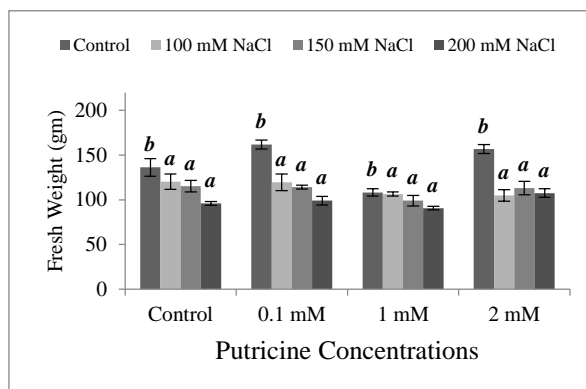 Control 100 mM NaCl 150 mM NaCl 200 mM NaCl
Fresh Weight (gm)
200
150
100
50
0
b a a a
b a a a
b a a a
b a a a
Control 0.1 mM 1 mM 2 mM
Putricine Concentrations